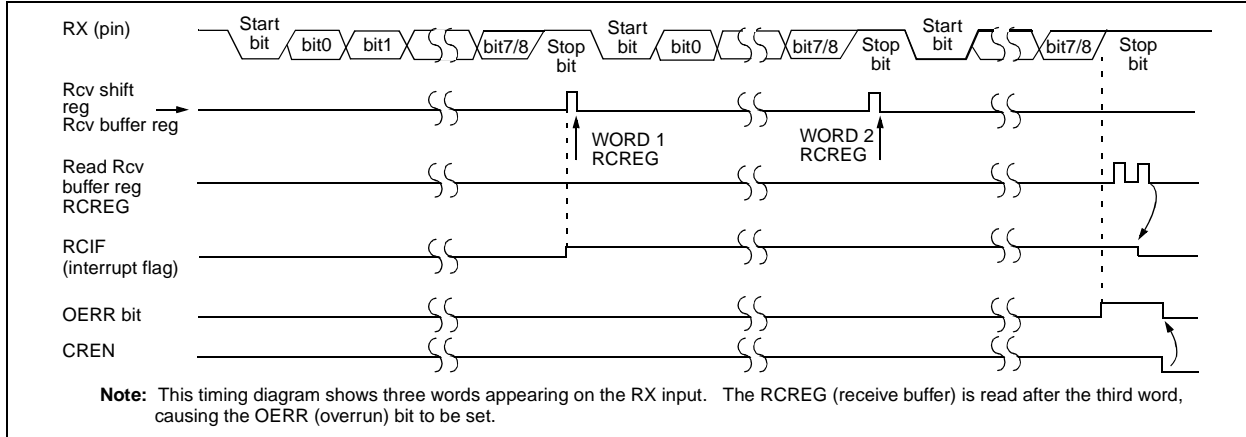 RX (pin)
Start
bit
bit0
bit1
bit7/8
Stop
bit
Start
bit
bit0
bit7/8
Stop
bit
Start
bit
bit7/8
Stop
bit
Rcv shift
reg
Rcv buffer reg
WORD 1
RCREG
WORD 2
RCREG
Read Rcv
buffer reg
RCREG
RCIF
(interrupt flag)
OERR bit
CREN
Note: This timing diagram shows three words appearing on the RX input. The RCREG (receive buffer) is read after the third word,
causing the OERR (overrun) bit to be set.